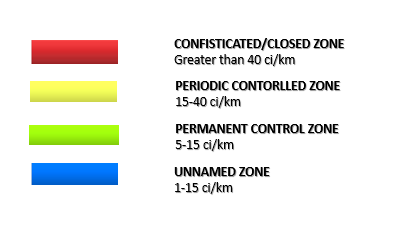 CONFISTICATED/CLOSED ZONE
Greater than 40 ci/km
PERIODIC CONTORLLED ZONE
15-40 ci/km
PERMANENT CONTROL ZONE
5-15 ci/km
UNNAMED ZONE
1-15 ci/km